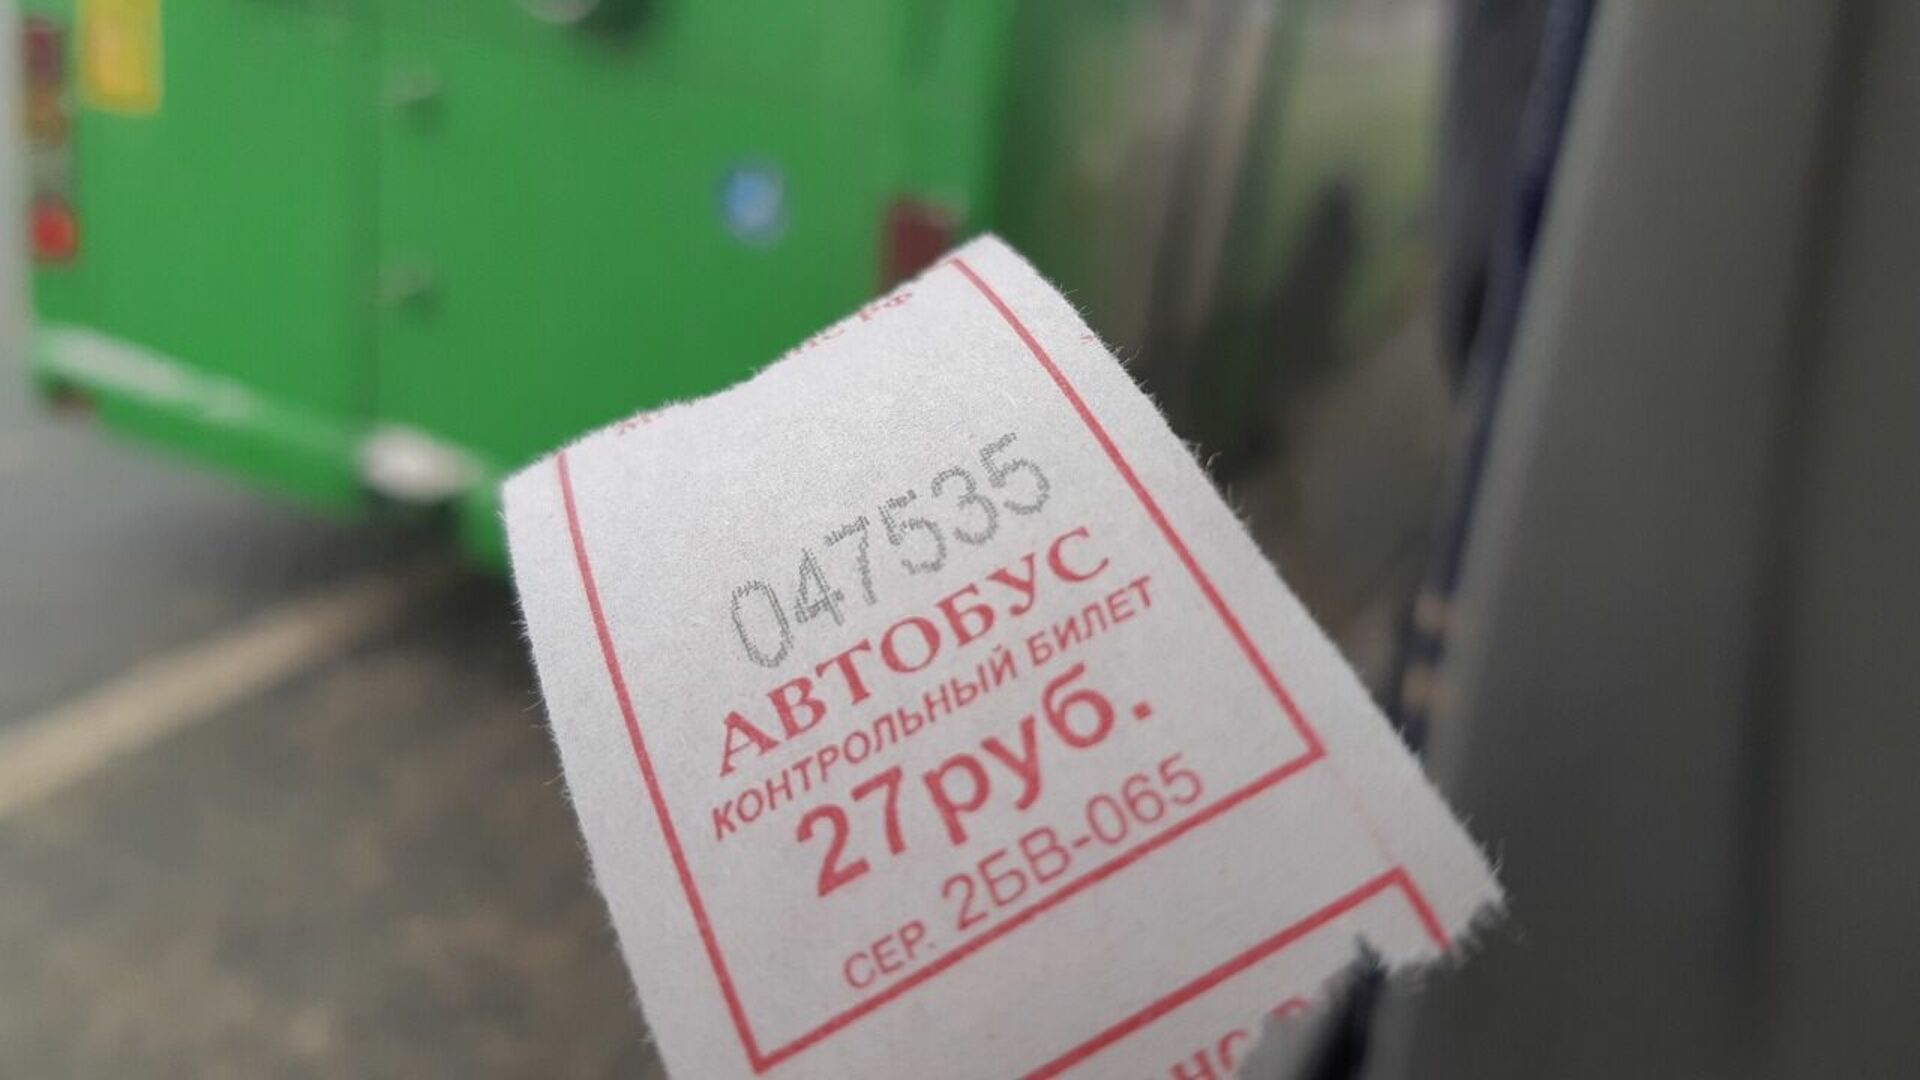 047535
АВТОБУС
КОНТРОЛЬНЫЙ БИЛЕТ
27руб.
СЕР. 2БВ-065